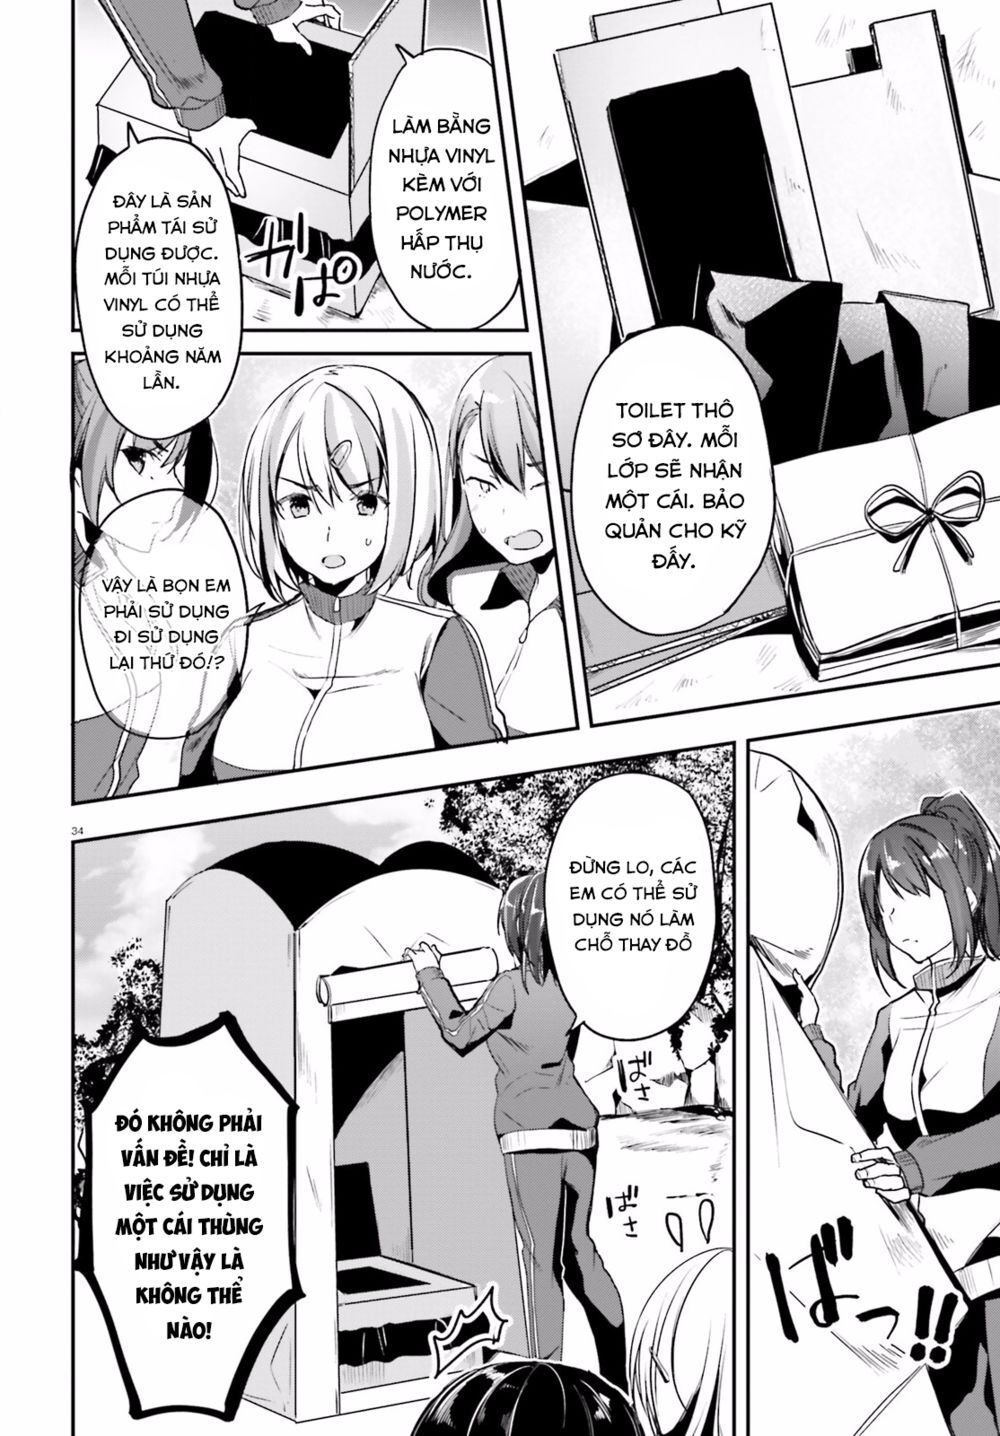 TOILET THÔ
SƠ ĐÂY. MỖI
LỚP SẼ NHẬN
MỘT CÁI. BẢO
QUẢN CHO KỸ
ĐẤY.
LÀM BẰNG
NHỰA VINYL
KÈM VỚI
POLYMER
HẤP THỤ
NƯỚC.
ĐÂY LÀ SẢN
PHẨM TÁI SỬ
DỤNG ĐƯỢC.
MỖI TÚI NHỰA
VINYL CÓ THỂ
SỬ DỤNG
KHOẢNG NĂM
LẦN.
がぱ
VẬY LÀ BỌN EM
PHẢI SỬ DỤNG
ĐI SỬ DỤNG
LẠI THỨ ĐÓ!?
34
ばっ!!
ĐỪNG LO, CÁC
EM CÓ THỂ SỬ
DỤNG NÓ LÀM
CHỖ THAY ĐỒ
ばさ
ばさ
ĐÓ KHÔNG PHẢI
VẤN ĐỀ! CHỈ LÀ
VIỆC SỬ DỤNG
MỘT CÁI THÙNG
NHƯ VẬY LÀ
KHÔNG THỂ
NÀO!